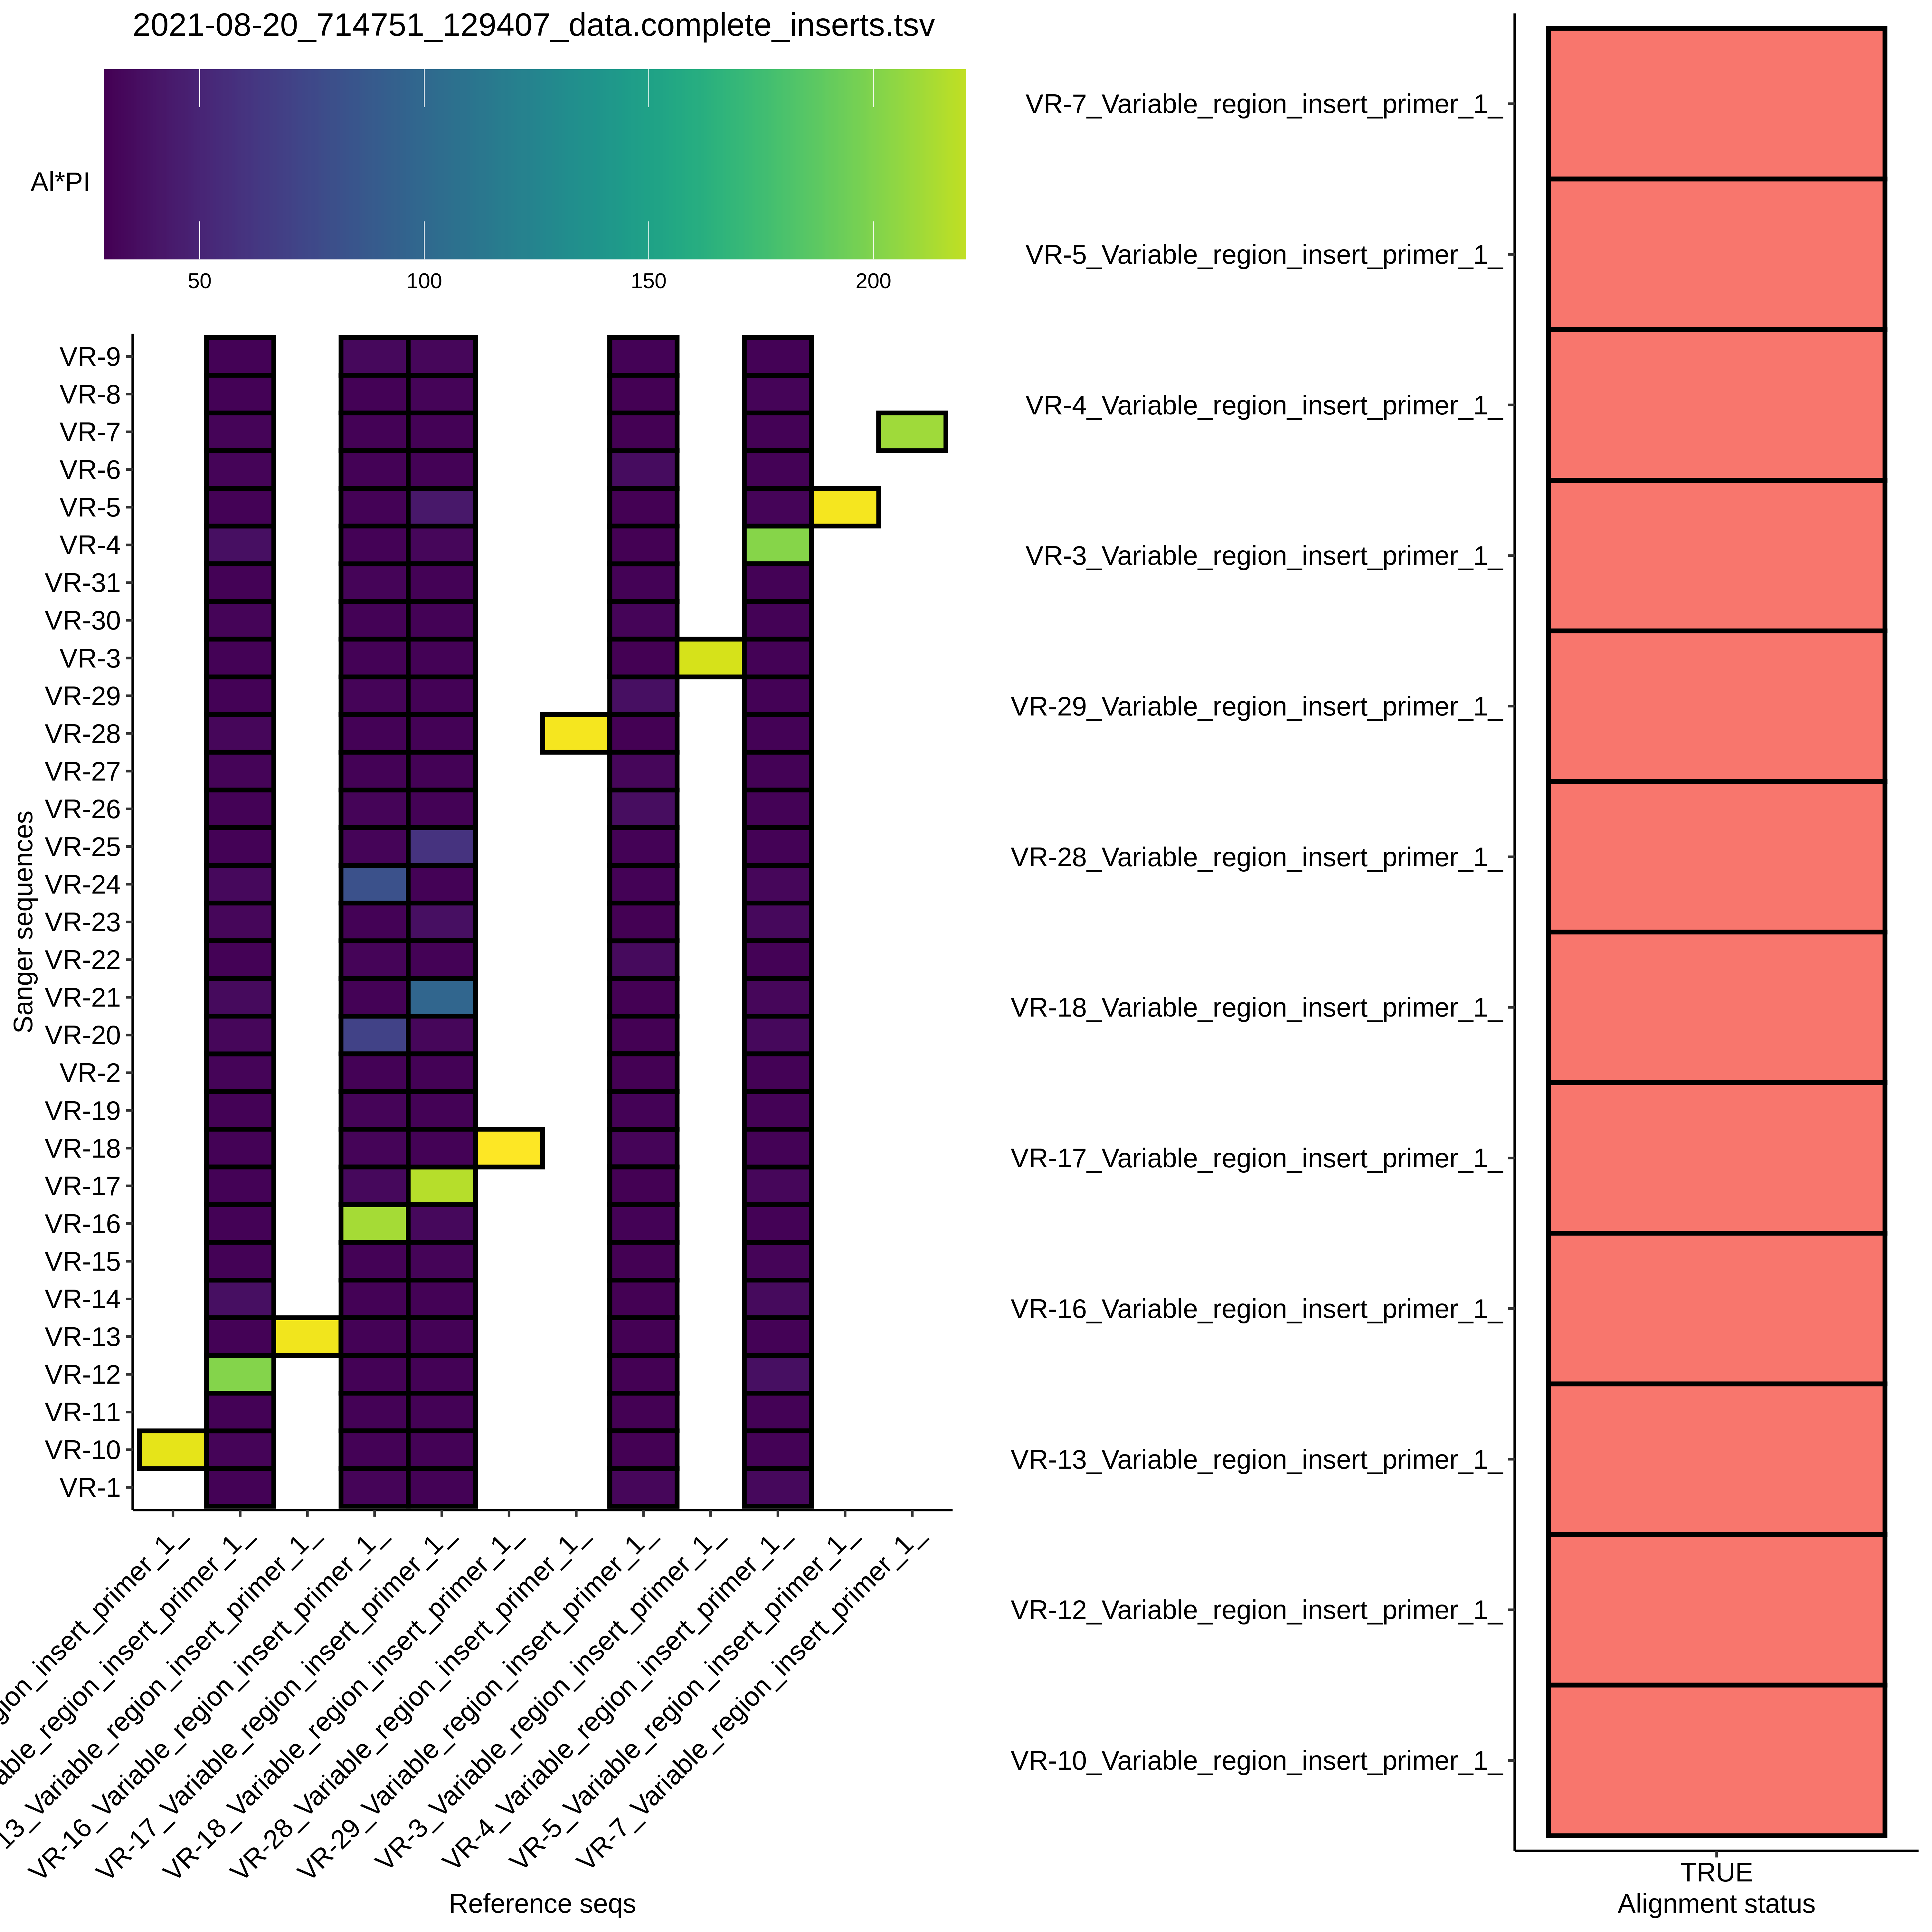 2021-08-20_714751_129407_data.complete_inserts.tsv
Al*PI
50 100 150 200
Sanger sequences
VR-9
VR-8
VR-7
VR-6
VR-5
VR-4
VR-31
VR-30
VR-3
VR-29
VR-28
VR-27
VR-26
VR-25
VR-24
VR-23
VR-22
VR-21
VR-20
VR-2
VR-19
VR-18
VR-17
VR-16
VR-15
VR-14
VR-13
VR-12
VR-11
VR-10
VR-1
gion_insert_primer_1_
able_region_insert_primer_1_
13_Variable_region_insert_primer_1_
VR-16_Variable_region_insert_primer_1_
VR-17_Variable_region_insert_primer_1_
VR-18_Variable_region_insert_primer_1_
VR-28_Variable_region_insert_primer_1_
VR-29_Variable_region_insert_primer_1_
VR-3_Variable_region_insert_primer_1_
VR-4_Variable_region_insert_primer_1_
VR-5_Variable_region_insert_primer_1_
VR-7_Variable_region_insert_primer_1_
Reference seqs
VR-7_Variable_region_insert_primer_1_
VR-5_Variable_region_insert_primer_1_
VR-4_Variable_region_insert_primer_1_
VR-3_Variable_region_insert_primer_1_
VR-29_Variable_region_insert_primer_1_
VR-28_Variable_region_insert_primer_1_
VR-18_Variable_region_insert_primer_1_
VR-17_Variable_region_insert_primer_1_
VR-16_Variable_region_insert_primer_1_
VR-13_Variable_region_insert_primer_1_
VR-12_Variable_region_insert_primer_1_
VR-10_Variable_region_insert_primer_1_
TRUE
Alignment status